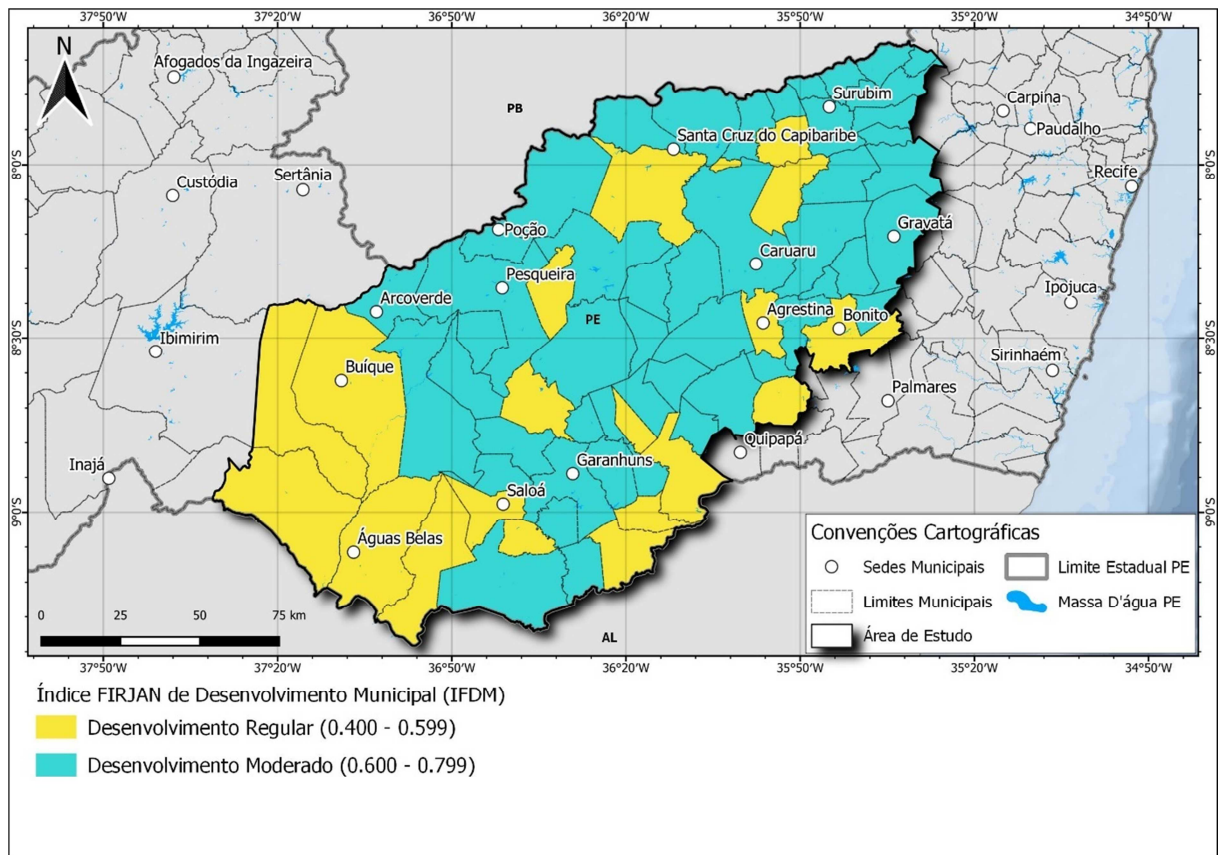 37°50'W 37°20'W 36°50'W 36°20'W 35°50'W 35°20'W 34°50'W
N
Afogados da Ingazeira
PB
Surubim
Carpina
Santa Cruz do Capibaribe
Paudalho
8°0'S 8°0'S
Sertânia
Custódia
Recife
Poção
Gravatá
Caruaru
Pesqueira
Arcoverde
Ipojuca
Agrestina
Bonito
PE
Ibimirim
8°30'S 8°30'S
Sirinhaém
Buíque
Palmares
Quipapá
Inajá
Garanhuns
Saloá
9°0'S 9°0'S
Águas Belas
Convenções Cartográficas
Sedes Municipais
Limite Estadual PE
Limites Municipais
Massa D'água PE
Área de Estudo
0 25 50 75 km
AL
37°50'W 37°20'W 36°50'W 36°20'W 35°50'W 35°20'W 34°50'W
Índice FIRJAN de Desenvolvimento Municipal (IFDM)
Desenvolvimento Regular (0.400 - 0.599)
Desenvolvimento Moderado (0.600 - 0.799)